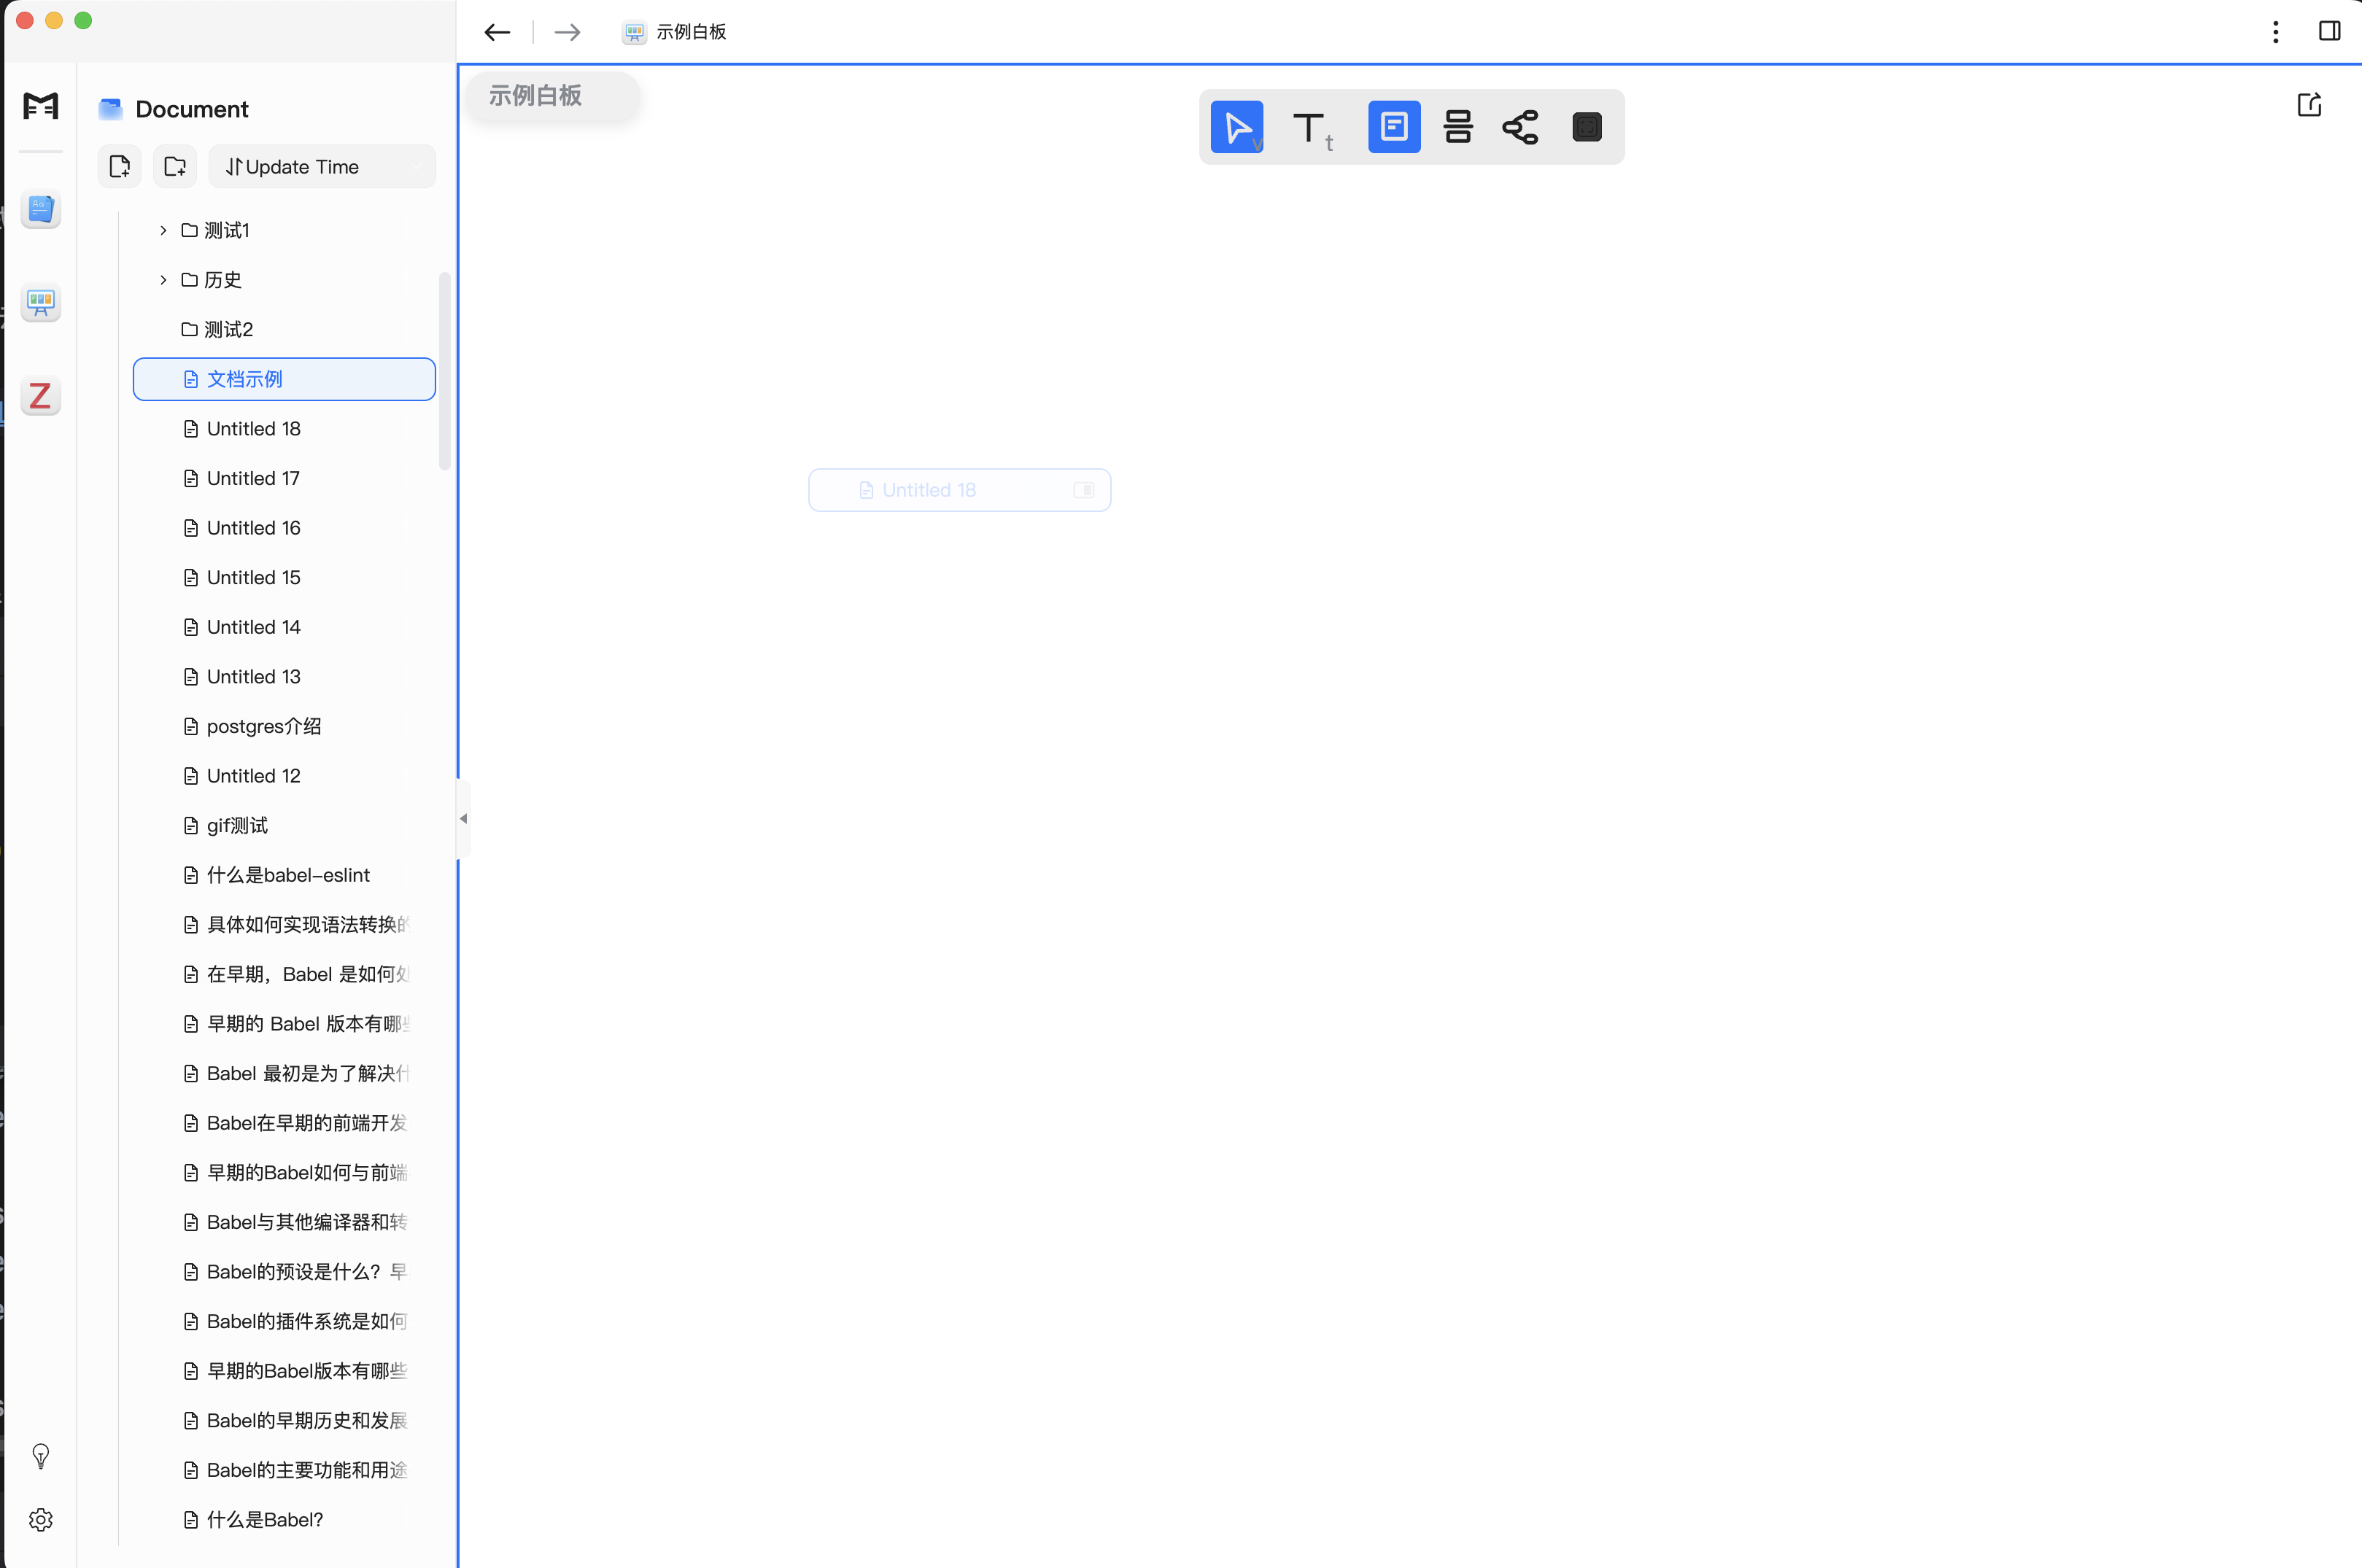 示例白板
Document
Update Time
测试1
历史
测试2
文档示例
Untitled 18
Untitled 17
Untitled 16
Untitled 15
Untitled 14
Untitled 13
postgres介绍
Untitled 12
gif测试
什么是babel-eslint
具体如何实现语法转换的
在早期，Babel 是如何处
早期的 Babel 版本有哪些
Babel 最初是为了解决什
Babel在早期的前端开发
早期的Babel如何与前端
Babel与其他编译器和转
Babel的预设是什么？早
Babel的插件系统是如何
早期的Babel版本有哪些
Babel的早期历史和发展
Babel的主要功能和用途
什么是Babel?
示例白板
v
t
Untitled 18